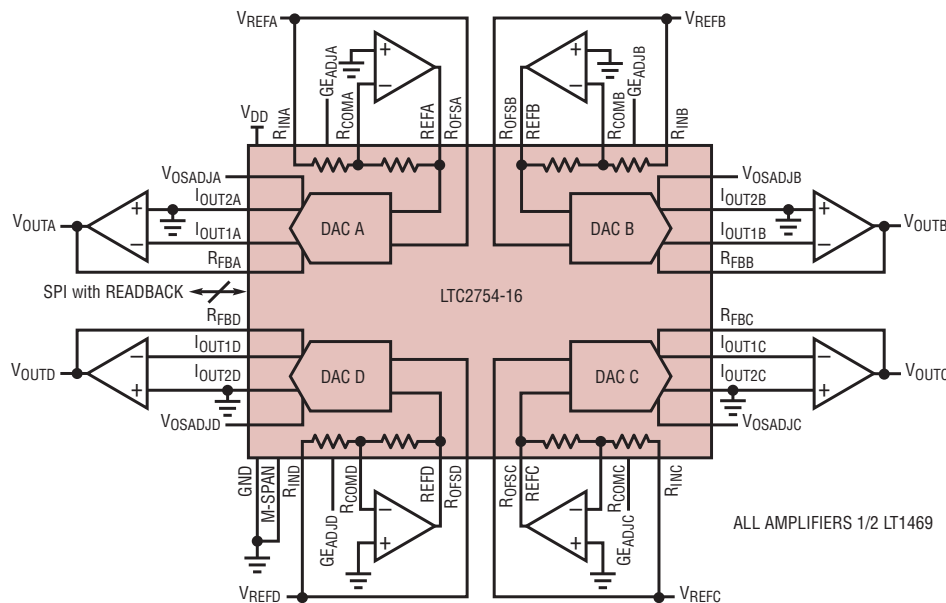 VREFA
VREFB
RINA
GEADJA
RCOMA
REFA
ROFSA
ROFSB
REFB
RCOMB
GEADJB
RINB
VDD
VOSADJA
IOUT2A
IOUT1A
RFBA
VOUTA
DAC A
DAC B
VOSADJB
IOUT2B
IOUT1B
RFBB
VOUTB
SPI with READBACK
LTC2754-16
RFBD
IOUT1D
IOUT2D
VOSADJD
VOUTD
DAC D
DAC C
RFBC
IOUT1C
IOUT2C
VOSADJC
VOUTC
GND
M-SPAN
RIND
GEADJD
RCOMD
REFD
ROFSD
ROFSC
REFC
GEADJC
RCOMC
RINC
ALL AMPLIFIERS 1/2 LT1469
VREFD
VREFC